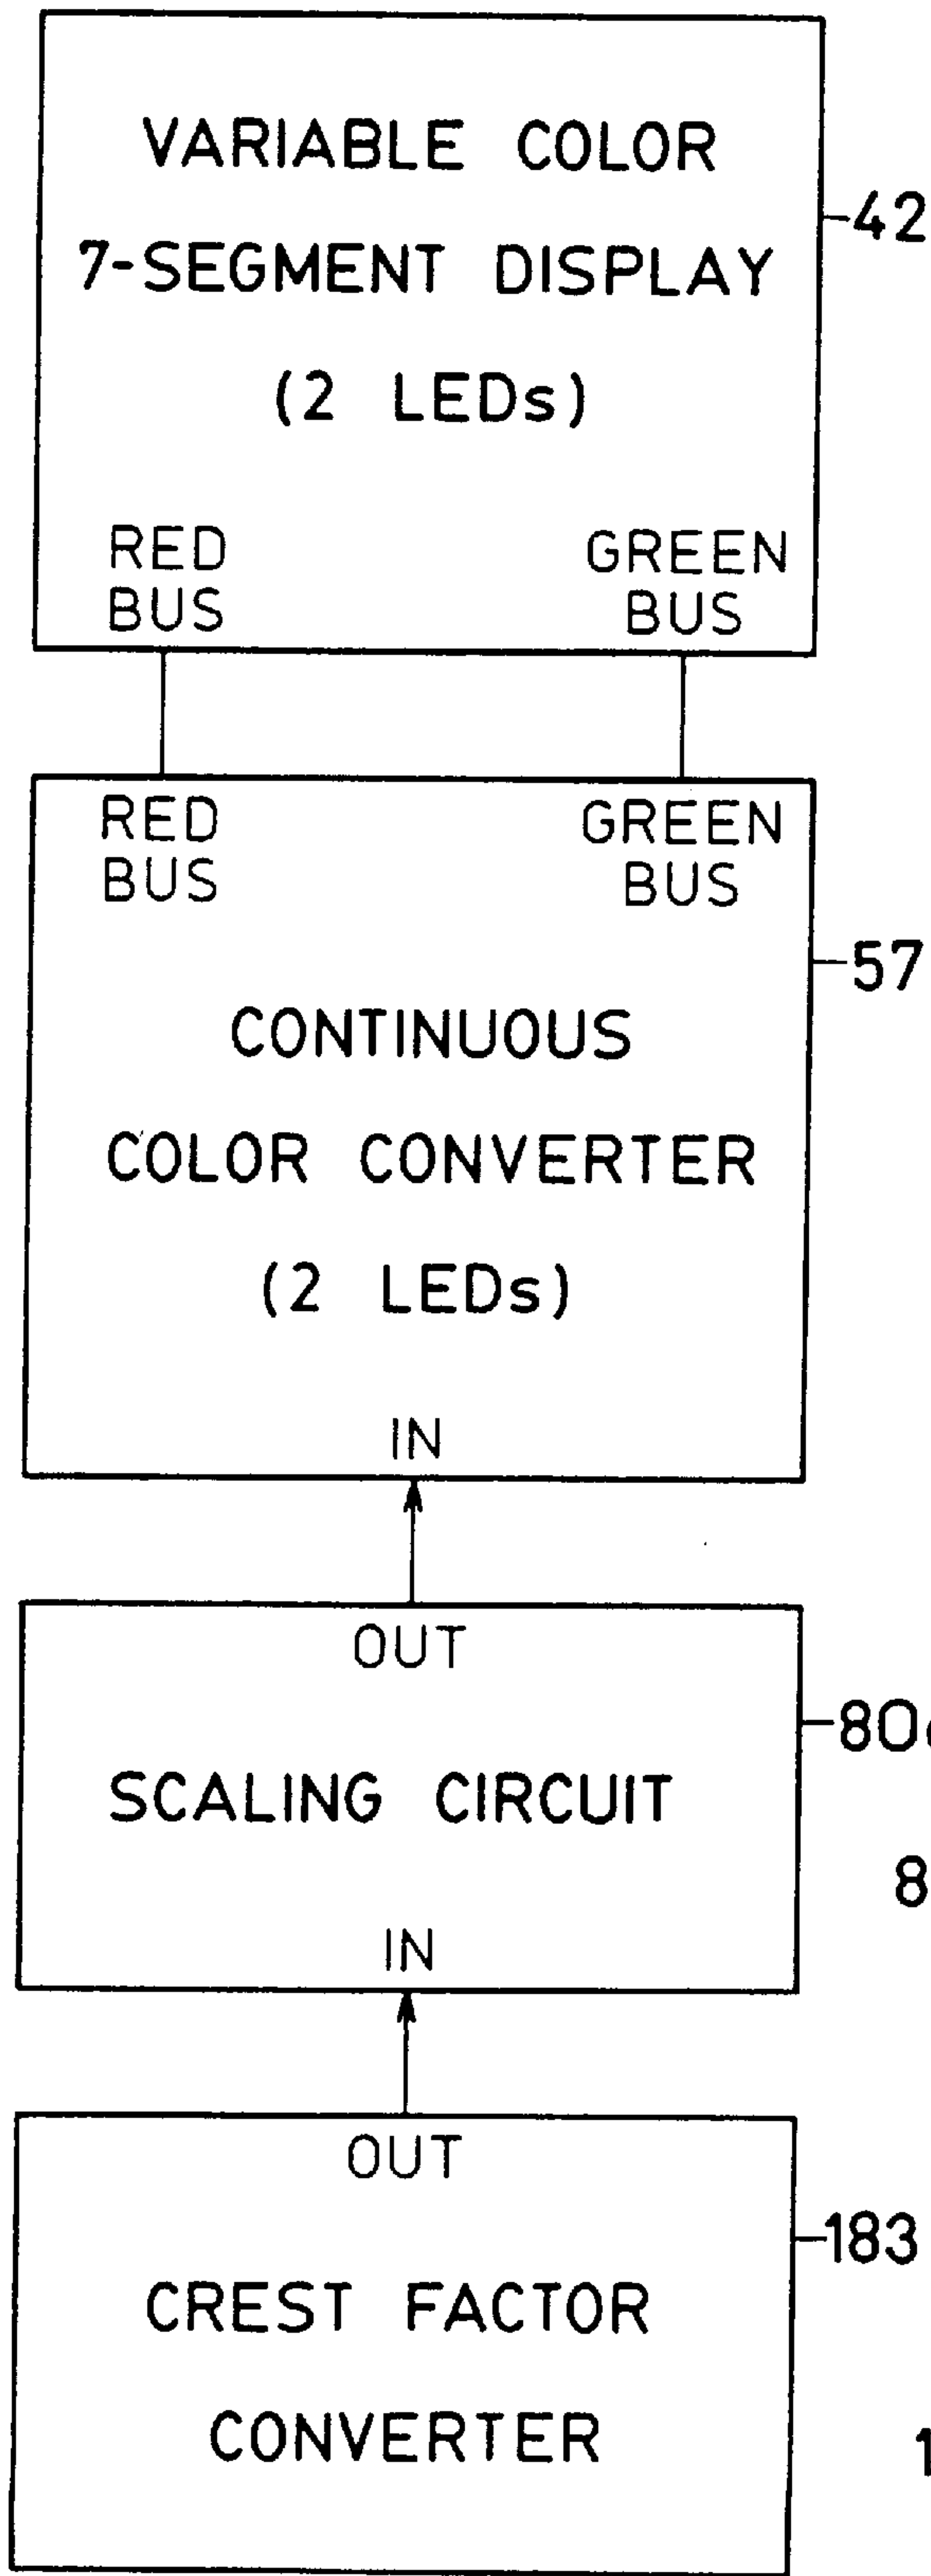 VARIABLE COLOR
7-SEGMENT DISPLAY
(2 LEDs)
42
RED BUS
GREEN BUS
RED BUS
GREEN BUS
57
CONTINUOUS
COLOR CONVERTER
(2 LEDs)
IN
OUT
SCALING CIRCUIT
IN
OUT
183
CREST FACTOR
CONVERTER